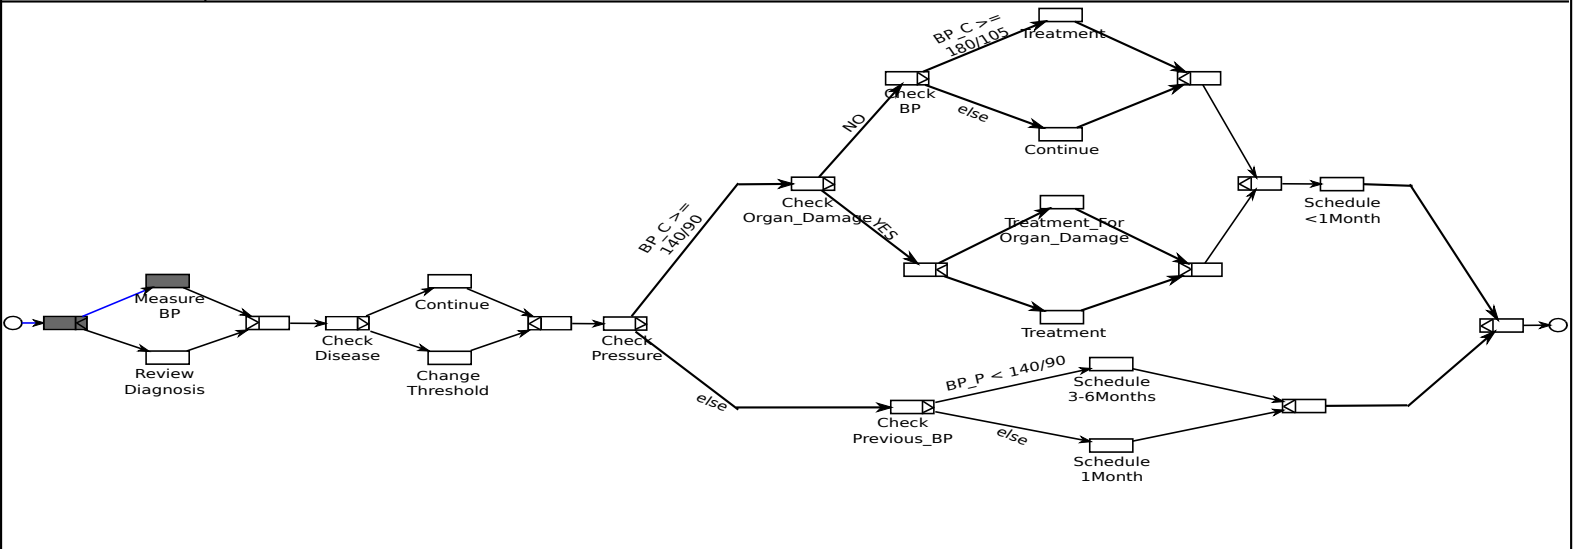 Measure
BP
Review
Diagnosis
Check
Disease
Continue
Change
Threshold
Check
Pressure
BP_C >=
140/90
else
Check
Organ_Damage
NO
YES
Check
BP
BP_C >=
180/105
else
Treatment
Continue
Treatment_For
Organ_Damage
Treatment
Schedule
<1Month
Check
Previous_BP
BP_P < 140/90
else
Schedule
3-6Months
Schedule
1Month